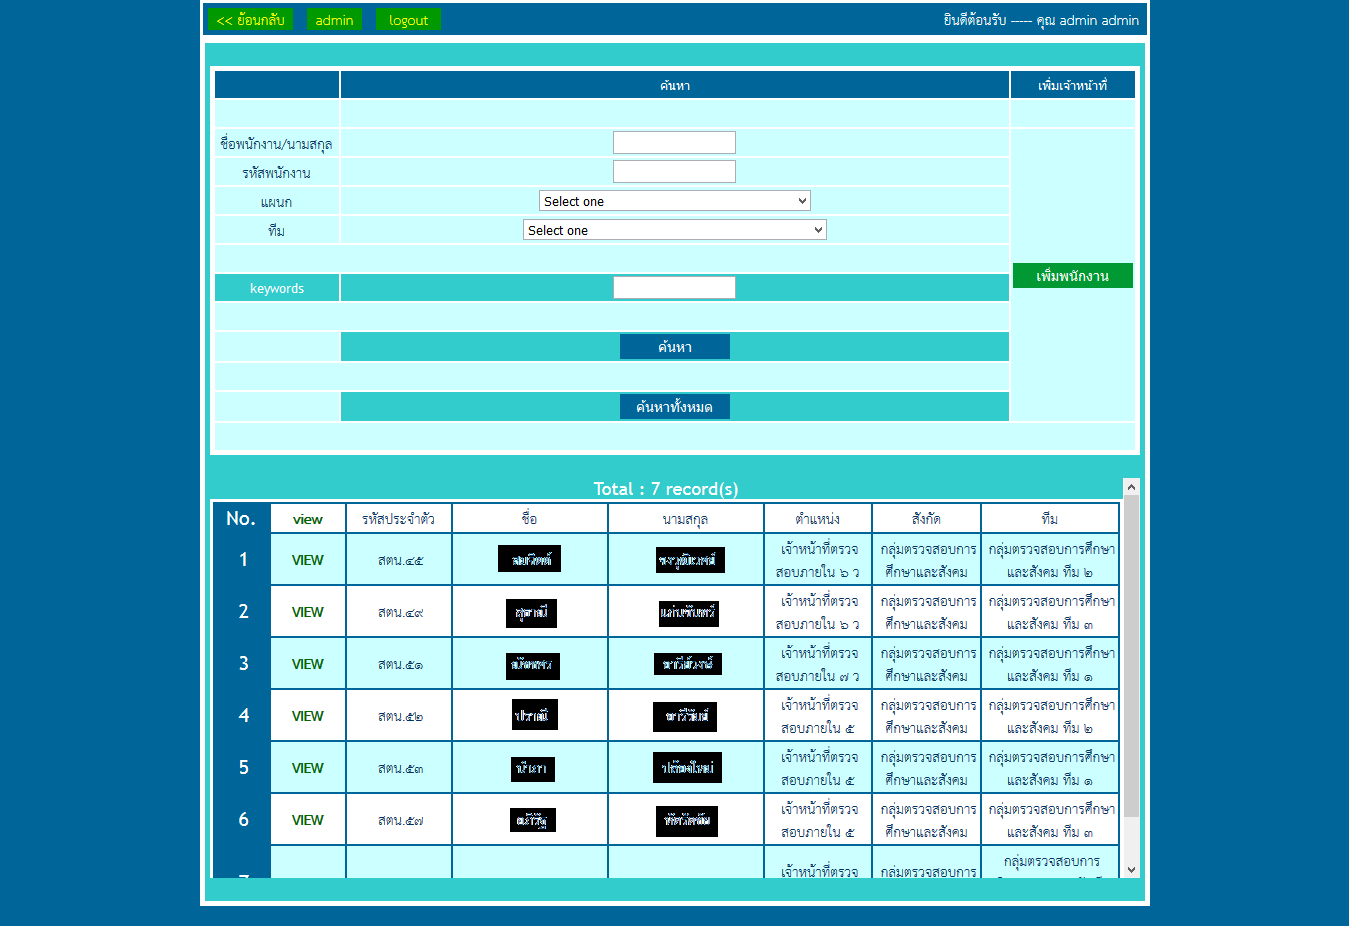 << ย้อนกลับ admin logout ยินดีต้อนรับ ----- คุณ admin admin
ค้นหา เพิ่มเจ้าหน้าที่
ชื่อพนักงาน/นามสกุล
รหัสพนักงาน
แผนก Select one
ทีม Select one
เพิ่มพนักงาน
keywords
ค้นหา
ค้นหาทั้งหมด
Total : 7 record(s)
No. view รหัสประจำตัว ชื่อ นามสกุล ตำแหน่ง สังกัด ทีม
1 VIEW สตน.๔๕ เจ้าหน้าที่ตรวจ กลุ่มตรวจสอบการ กลุ่มตรวจสอบการศึกษา
สอบภายใน ๖ ว ศึกษาและสังคม และสังคม ทีม ๒
2 VIEW สตน.๔๙ เจ้าหน้าที่ตรวจ กลุ่มตรวจสอบการ กลุ่มตรวจสอบการศึกษา
สอบภายใน ๖ ว ศึกษาและสังคม และสังคม ทีม ๓
3 VIEW สตน.๕๑ เจ้าหน้าที่ตรวจ กลุ่มตรวจสอบการ กลุ่มตรวจสอบการศึกษา
สอบภายใน ๗ ว ศึกษาและสังคม และสังคม ทีม ๑
4 VIEW สตน.๕๒ เจ้าหน้าที่ตรวจ กลุ่มตรวจสอบการ กลุ่มตรวจสอบการศึกษา
สอบภายใน ๕ ศึกษาและสังคม และสังคม ทีม ๒
5 VIEW สตน.๕๓ เจ้าหน้าที่ตรวจ กลุ่มตรวจสอบการ กลุ่มตรวจสอบการศึกษา
สอบภายใน ๕ ศึกษาและสังคม และสังคม ทีม ๑
6 VIEW สตน.๕๗ เจ้าหน้าที่ตรวจ กลุ่มตรวจสอบการ กลุ่มตรวจสอบการศึกษา
สอบภายใน ๕ ศึกษาและสังคม และสังคม ทีม ๓
กลุ่มตรวจสอบการ
เจ้าหน้าที่ตรวจ กลุ่มตรวจสอบการ